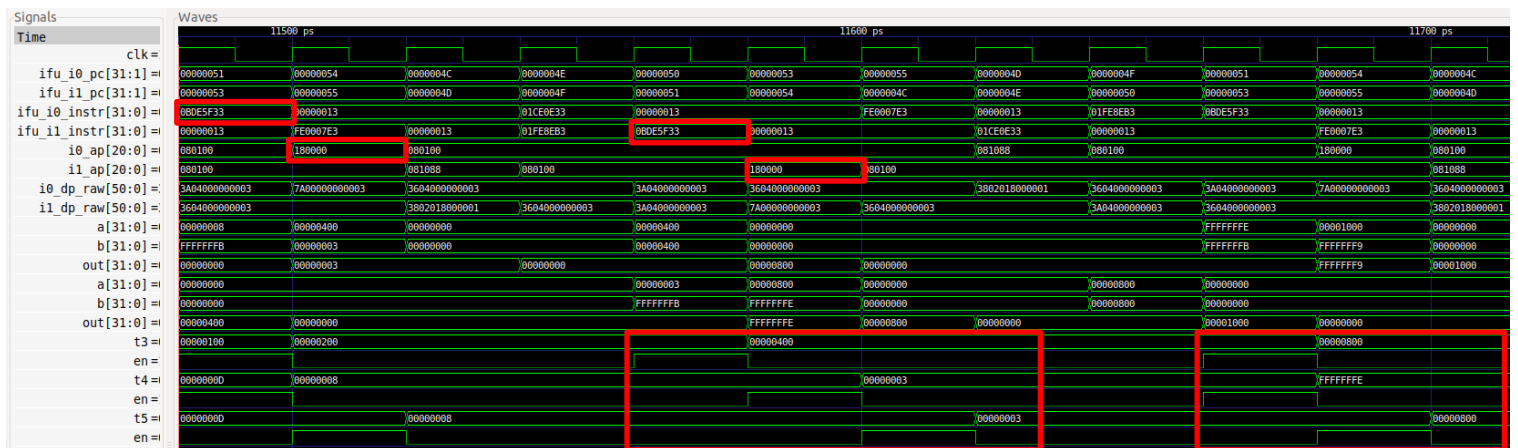 Signals Waves
Time 11500 ps 11600 ps 11700 ps
clk=
ifu_i0_pc[31:1]= 00000051 00000054 0000004C 0000004E 00000050 00000053 00000055 0000004D 0000004F 00000051 00000054 0000004C
ifu_i1_pc[31:1]= 00000053 00000055 0000004D 0000004F 00000051 00000054 0000004C 0000004E 00000050 00000053 00000055 0000004D
ifu_i0_instr[31:0]= 0BDE5F33 00000013 01CE0E33 00000013 FE0007E3 00000013 01FE8EB3 0BDE5F33 00000013
ifu_i1_instr[31:0]= 00000013 FE0007E3 00000013 01FE8EB3 0BDE5F33 00000013 01CE0E33 00000013 FE0007E3 00000013
i0_ap[20:0]= 080100 180000 080100 081088 080100 180000 080100
i1_ap[20:0]= 080100 081088 080100 180000 080100 081088
i0_dp_raw[50:0]= 3A04000000003 7A00000000003 3604000000003 3A04000000003 3604000000003 3802018000001 3604000000003 3A04000000003 7A00000000003 3604000000003
i1_dp_raw[50:0]= 3604000000003 3802018000001 3604000000003 3A04000000003 7A00000000003 3604000000003 3A04000000003 3604000000003 3802018000001
a[31:0]= 00000008 00000400 00000000 00000400 00000000 FFFFFFFE 00001000 00000000
b[31:0]= FFFFFFFB 00000003 00000000 00000400 00000000 FFFFFFFB FFFFFFF9 00000000
out[31:0]= 00000000 00000003 00000000 00000800 00000000 FFFFFFF9 00001000
a[31:0]= 00000000 00000003 00000800 00000000 00000800 00000000
b[31:0]= 00000000 FFFFFFFB FFFFFFFE 00000000 00000800 00000000
out[31:0]= 00000400 00000000 FFFFFFFE 00000800 00000000 00001000 00000000
t3= 00000100 00000200 00000400 00000800
en=
t4= 0000000D 00000008 00000003 FFFFFFFE
en=
t5= 0000000D 00000008 00000003 00000800
en=